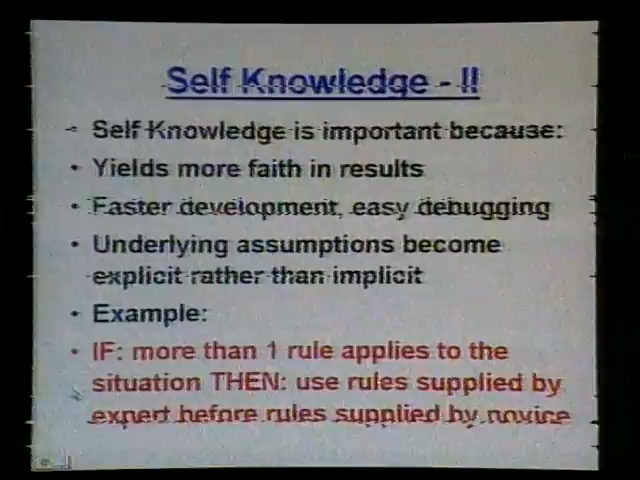 Self Knowledge - II
- Self Knowledge is important because:
• Yields more faith in results
• Faster development, easy debugging
• Underlying assumptions become
explicit rather than implicit
• Example:
• IF: more than 1 rule applies to the
situation THEN: use rules supplied by
expert before rules supplied by novice